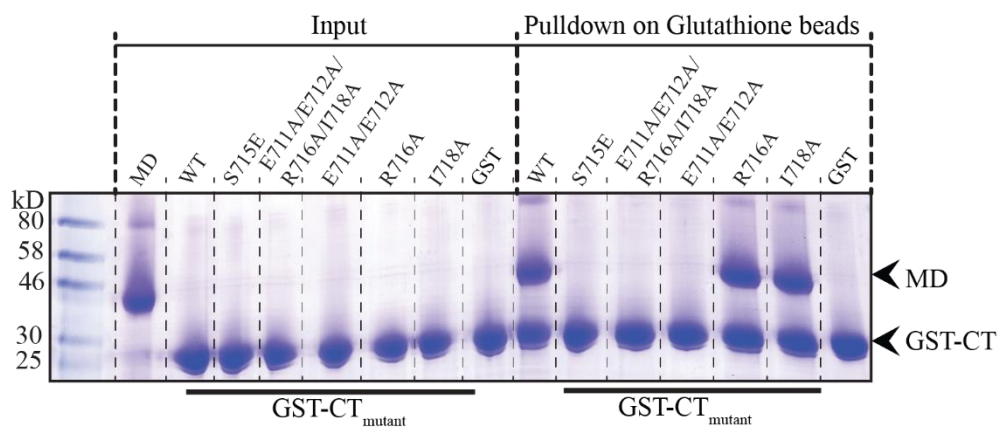 Input
Pulldown on Glutathione beads
MD
WT
S715E
E711A/E712A/
R716A/I718A
E711A/E712A
R716A
I718A
GST
WT
S715E
E711A/E712A/
R716A/I718A
E711A/E712A
R716A
I718A
GST
kD
80
58
46
30
25
MD
GST-CT
GST-CTmutant
GST-CTmutant